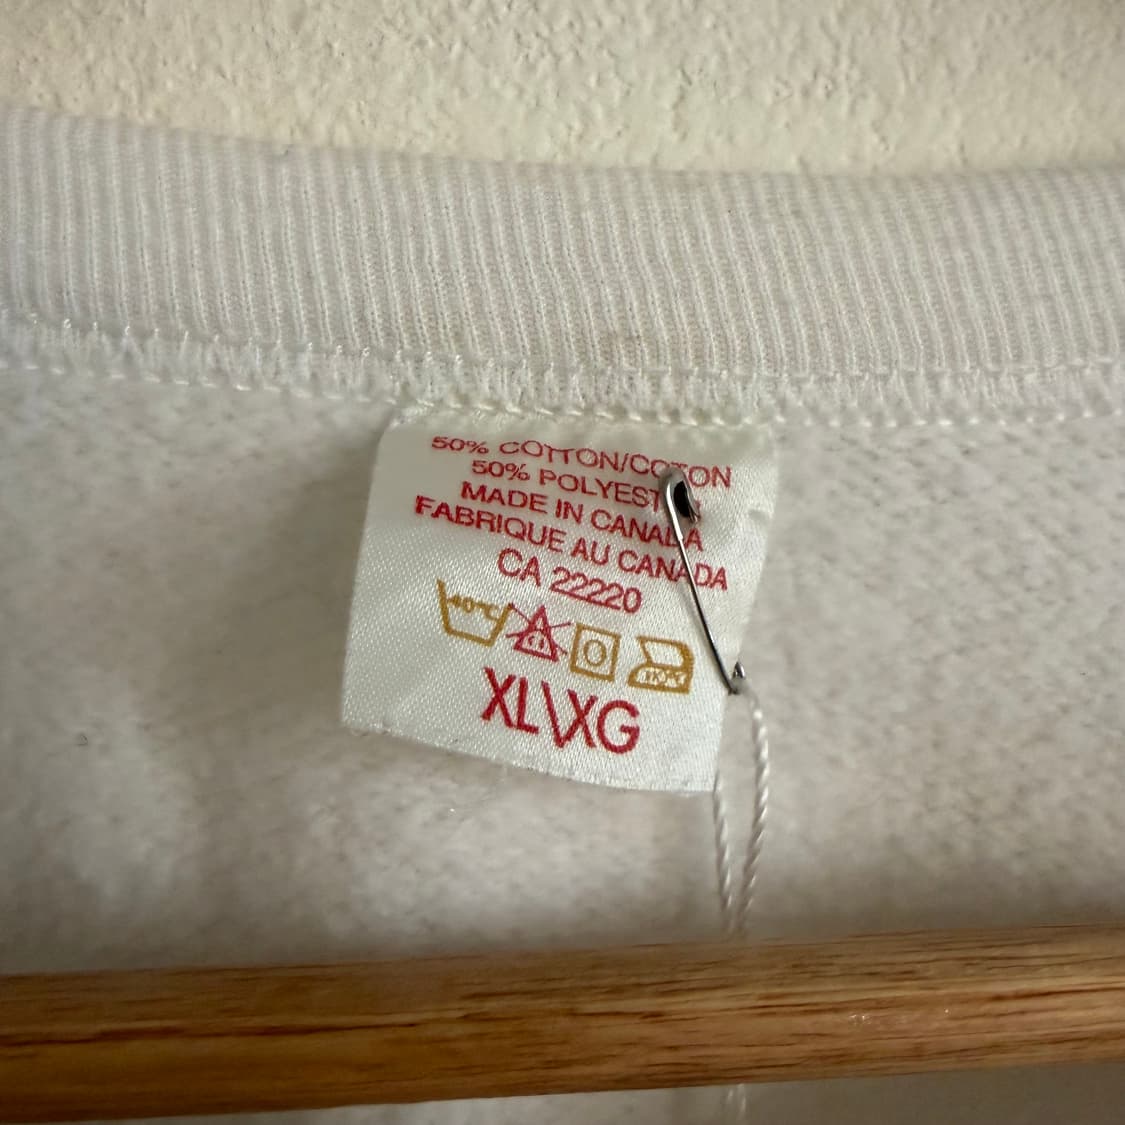 50% COTTON/COTON
50% POLYESTER
MADE IN CANADA
FABRIQUE AU CANADA
CA 22220
40°C
XL\XG